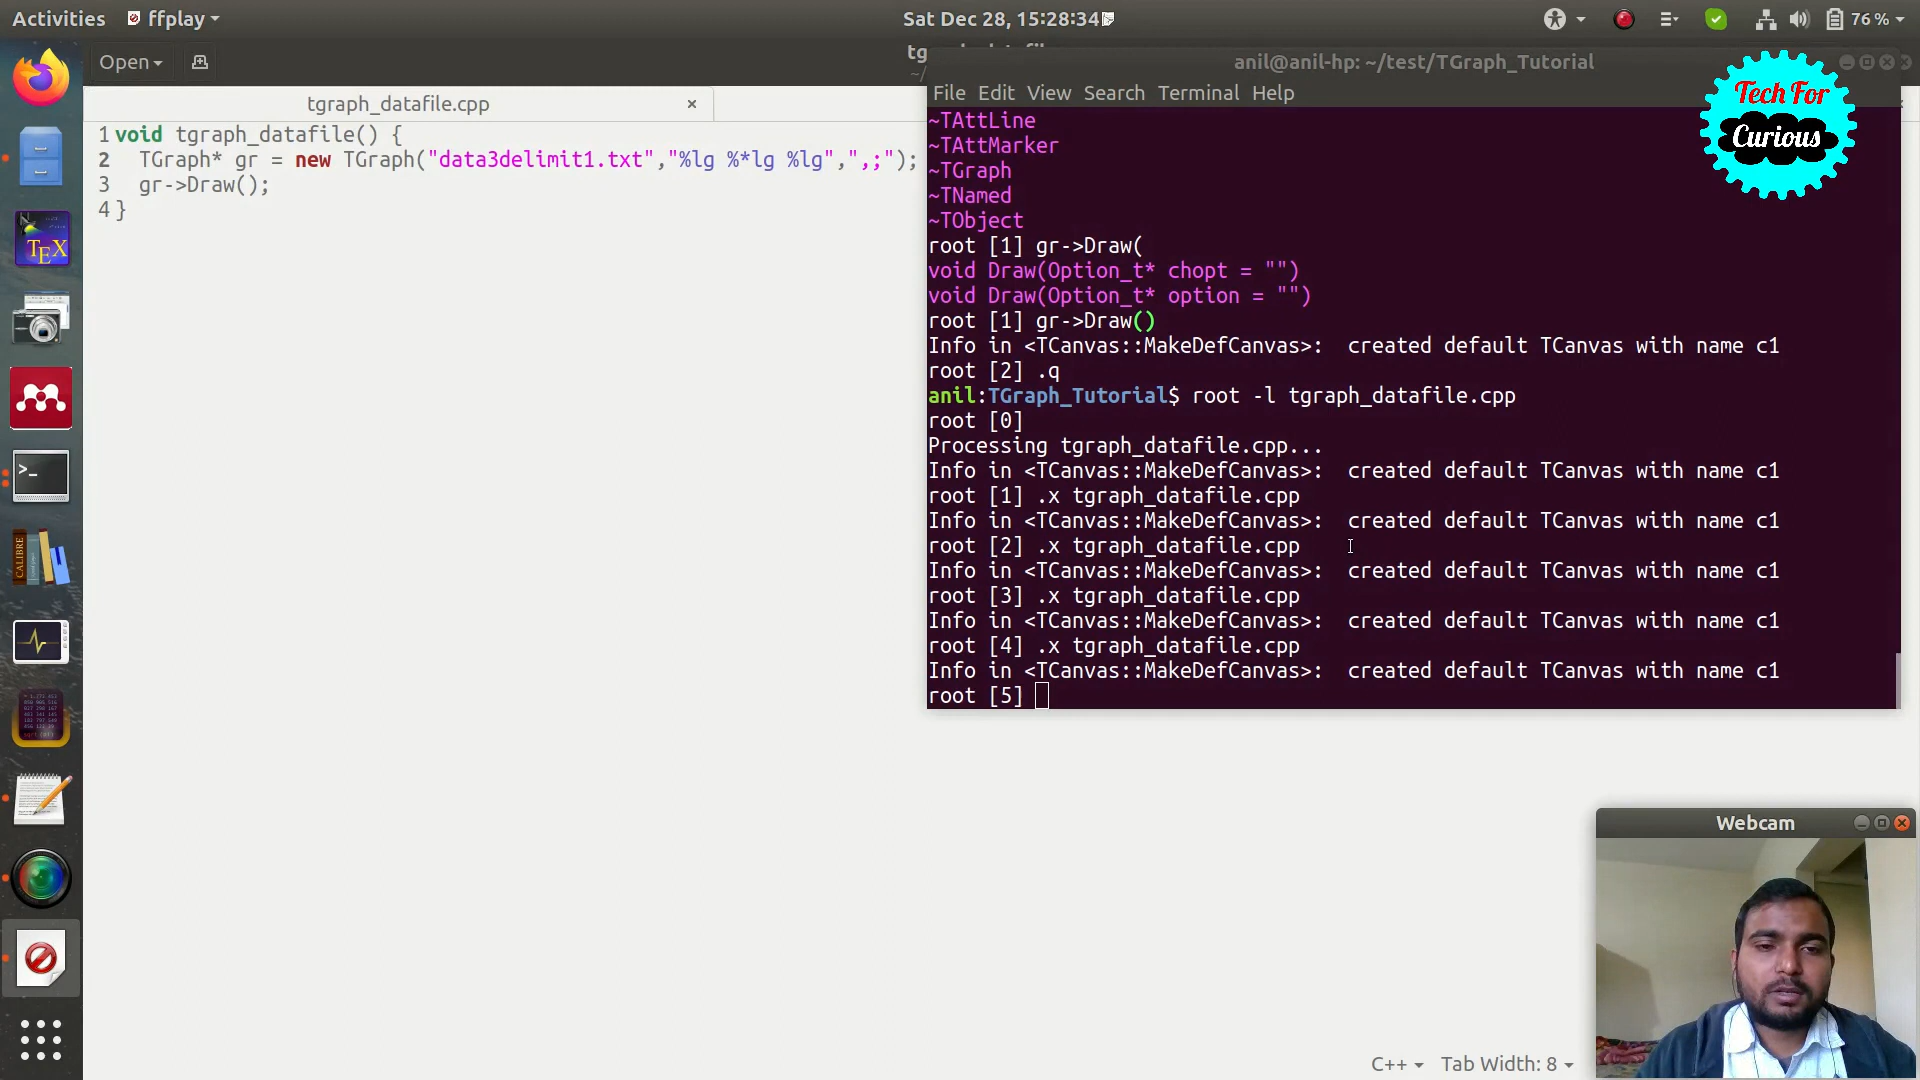 Activities
ffplay
Sat Dec 28, 15:28:34
76%
Open
anil@anil-hp: ~/test/TGraph_Tutorial
tgraph_datafile.cpp
File Edit View Search Terminal Help
Tech For
Curious
1 void tgraph_datafile() {
2 TGraph* gr = new TGraph("data3delimit1.txt","%lg %*lg %lg",",;");
3 gr->Draw();
4 }
~TAttLine
~TAttMarker
~TGraph
~TNamed
~TObject
root [1] gr->Draw(
void Draw(Option_t* chopt = "")
void Draw(Option_t* option = "")
root [1] gr->Draw()
Info in <TCanvas::MakeDefCanvas>:  created default TCanvas with name c1
root [2] .q
anil:TGraph_Tutorial$ root -l tgraph_datafile.cpp
root [0]
Processing tgraph_datafile.cpp...
Info in <TCanvas::MakeDefCanvas>:  created default TCanvas with name c1
root [1] .x tgraph_datafile.cpp
Info in <TCanvas::MakeDefCanvas>:  created default TCanvas with name c1
root [2] .x tgraph_datafile.cpp
Info in <TCanvas::MakeDefCanvas>:  created default TCanvas with name c1
root [3] .x tgraph_datafile.cpp
Info in <TCanvas::MakeDefCanvas>:  created default TCanvas with name c1
root [4] .x tgraph_datafile.cpp
Info in <TCanvas::MakeDefCanvas>:  created default TCanvas with name c1
root [5]
TEX
CALIBRE
Webcam
C++
Tab Width: 8